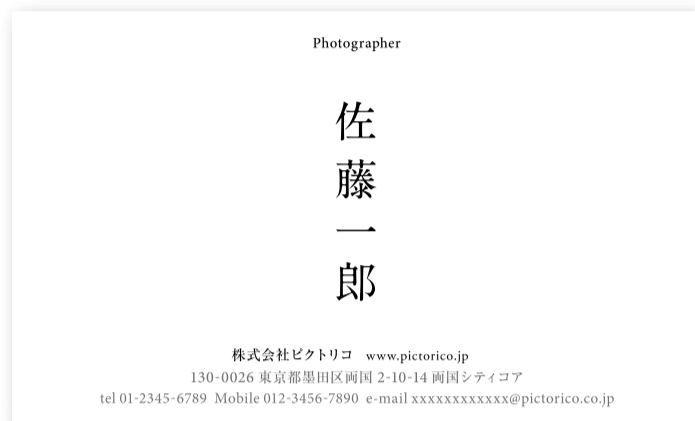 Photographer
佐藤一郎
株式会社ピクトリコ www.pictorico.jp
130-0026 東京都墨田区両国 2-10-14 両国シティコア
tel 01-2345-6789 Mobile 012-3456-7890 e-mail xxxxxxxxxxxx@pictorico.co.jp